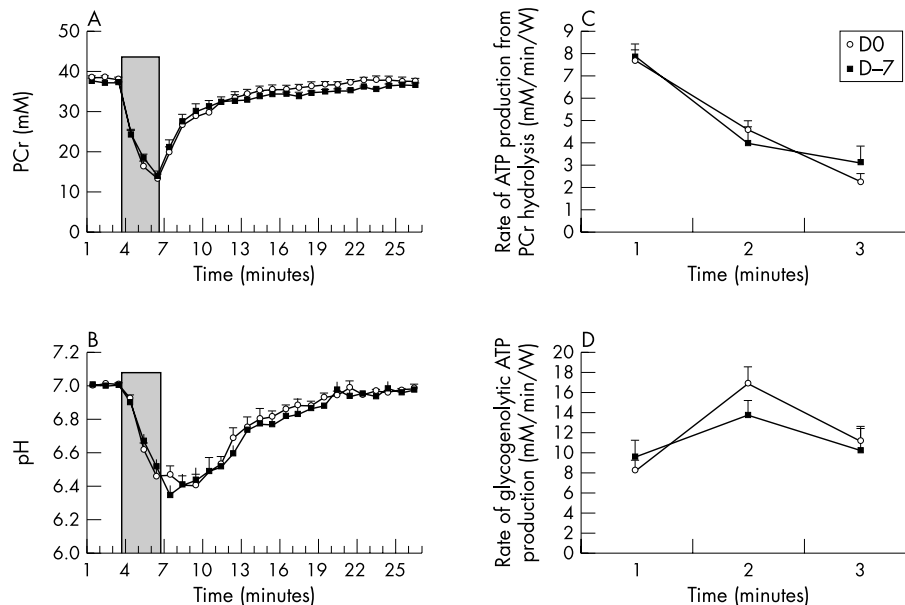 A
50
40
30
20
10
0
PCr (mM)
1 4 7 10 13 16 19 22 25
Time (minutes)
B
7.2
7.0
6.8
6.6
6.4
6.2
6.0
pH
1 4 7 10 13 16 19 22 25
Time (minutes)
C
9
8
7
6
5
4
3
2
1
0
Rate of ATP production from
PCr hydrolysis (mM/min/W)
1 2 3
Time (minutes)
D0
D–7
D
20
18
16
14
12
10
8
6
4
2
0
Rate of glycogenolytic ATP
production (mM/min/W)
1 2 3
Time (minutes)